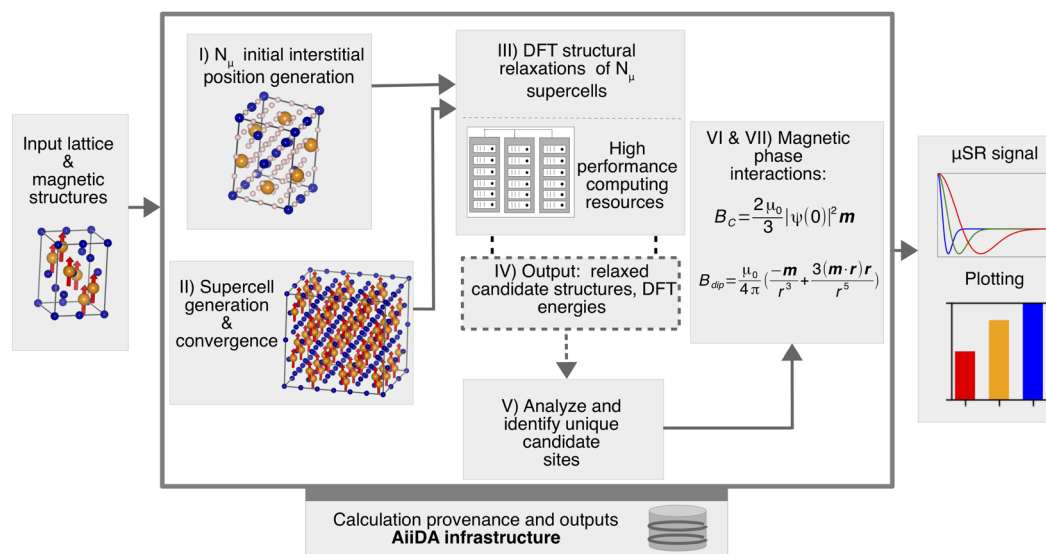 Input lattice
&
magnetic
structures
I) Nμ initial interstitial
position generation
II) Supercell
generation
&
convergence
III) DFT structural
relaxations of Nμ
supercells
High
performance
computing
resources
IV) Output: relaxed
candidate structures, DFT
energies
V) Analyze and
identify unique
candidate
sites
VI & VII) Magnetic
phase
interactions:
B_C = 2μ₀/3 |ψ(0)|² m
B_dip = μ₀/4π (-m/r³ + 3(m·r)r/r⁵)
μSR signal
Plotting
Calculation provenance and outputs
AiiDA infrastructure